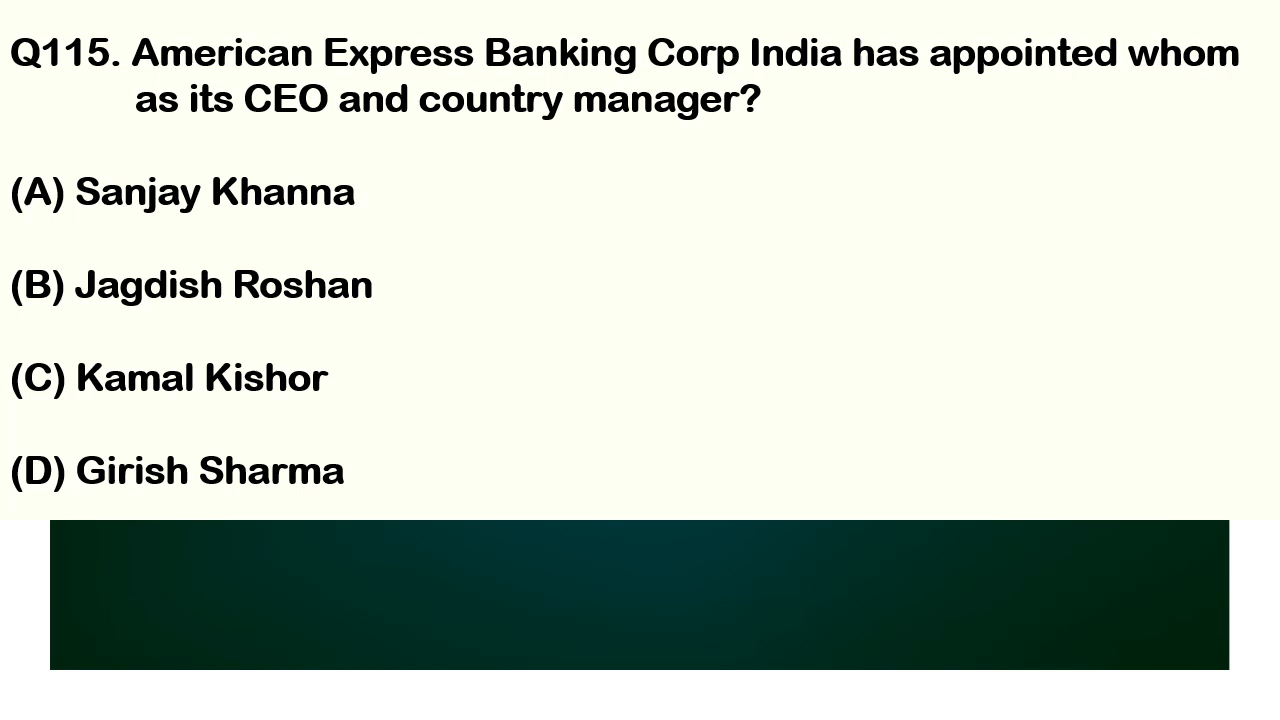 Q115. American Express Banking Corp India has appointed whom
as its CEO and country manager?
(A) Sanjay Khanna
(B) Jagdish Roshan
(C) Kamal Kishor
(D) Girish Sharma